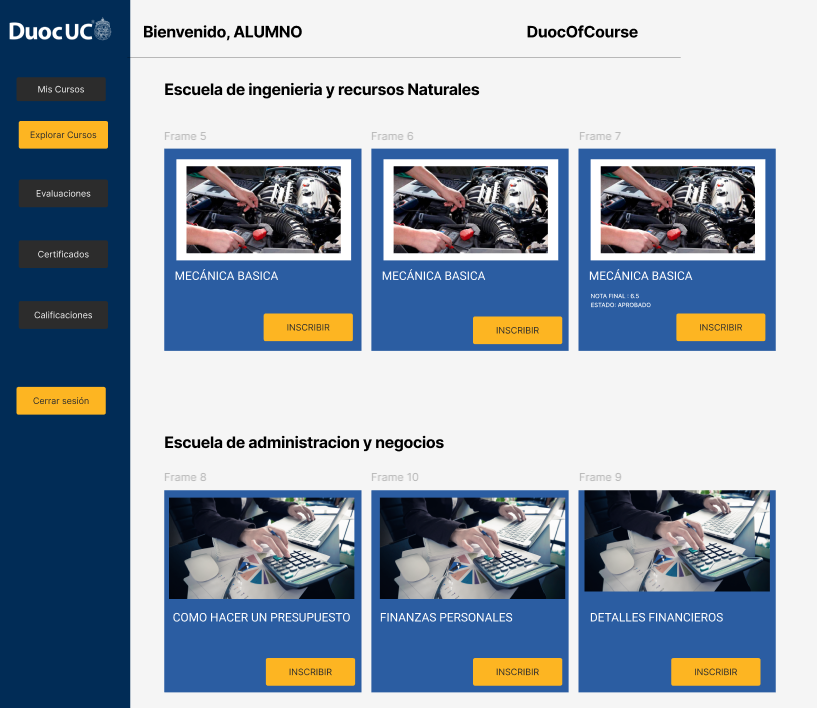 Duoc UC
Bienvenido, ALUMNO
DuocOfCourse
Mis Cursos
Explorar Cursos
Evaluaciones
Certificados
Calificaciones
Cerrar sesión
Escuela de ingenieria y recursos Naturales
Frame 5
Frame 6
Frame 7
MECÁNICA BASICA
MECÁNICA BASICA
MECÁNICA BASICA
NOTA FINAL : 6.5
ESTADO: APROBADO
INSCRIBIR
INSCRIBIR
INSCRIBIR
Escuela de administracion y negocios
Frame 8
Frame 10
Frame 9
COMO HACER UN PRESUPUESTO
FINANZAS PERSONALES
DETALLES FINANCIEROS
INSCRIBIR
INSCRIBIR
INSCRIBIR